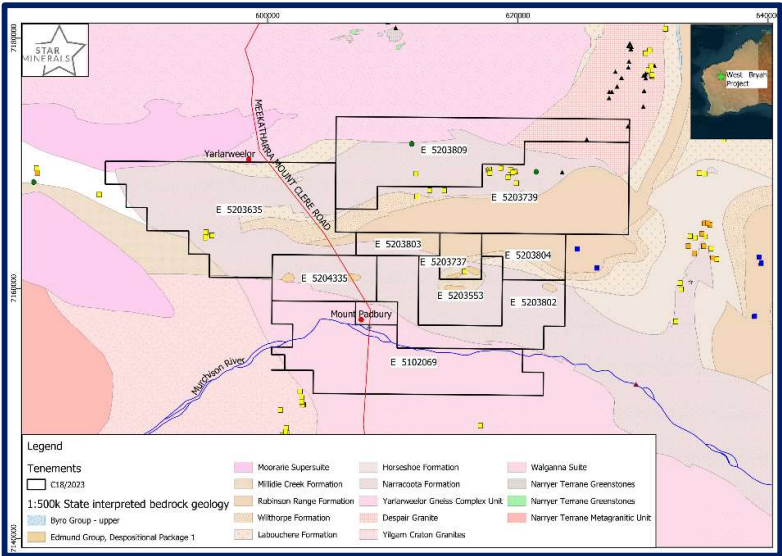 600000
620000
640000
7180000
7160000
7140000
STAR
MINERALS
West Bryah
Project
MEEKATHARRA MOUNT CLERE ROAD
Yarlarweelor
E 5203809
E 5203739
E 5203635
E 5203803
E 5203737
E 5203804
E 5204335
E 5203553
E 5203802
Mount Padbury
E 5102069
Murchison River
Legend
Tenements
C18/2023
1:500k State interpreted bedrock geology
Byro Group - upper
Edmund Group, Despositional Package 1
Moorarie Supersuite
Millidie Creek Formation
Robinson Range Formation
Wilthorpe Formation
Labouchere Formation
Horseshoe Formation
Narracoota Formation
Yarlarweelor Gneiss Complex Unit
Despair Granite
Yilgarn Craton Granites
Walganna Suite
Narryer Terrane Greenstones
Narryer Terrane Greenstones
Narryer Terrane Metagranitic Unit